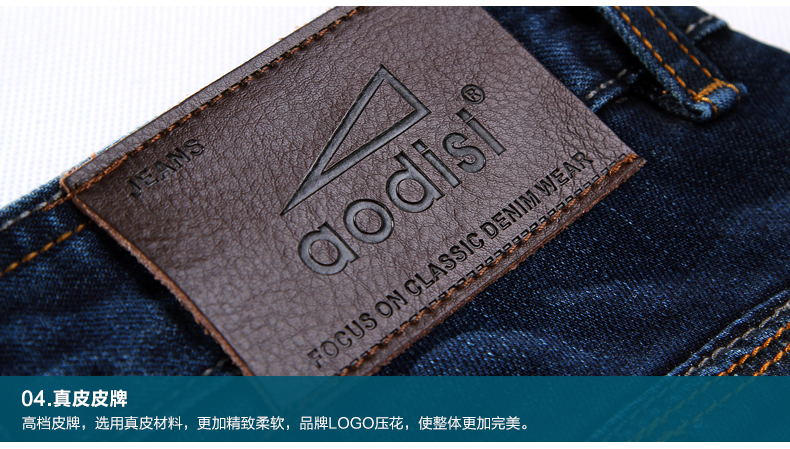 JEANS
®
aodisi
FOCUS ON CLASSIC DENIM WEAR
04.真皮皮牌
高档皮牌，选用真皮材料，更加精致柔软，品牌LOGO压花，使整体更加完美。